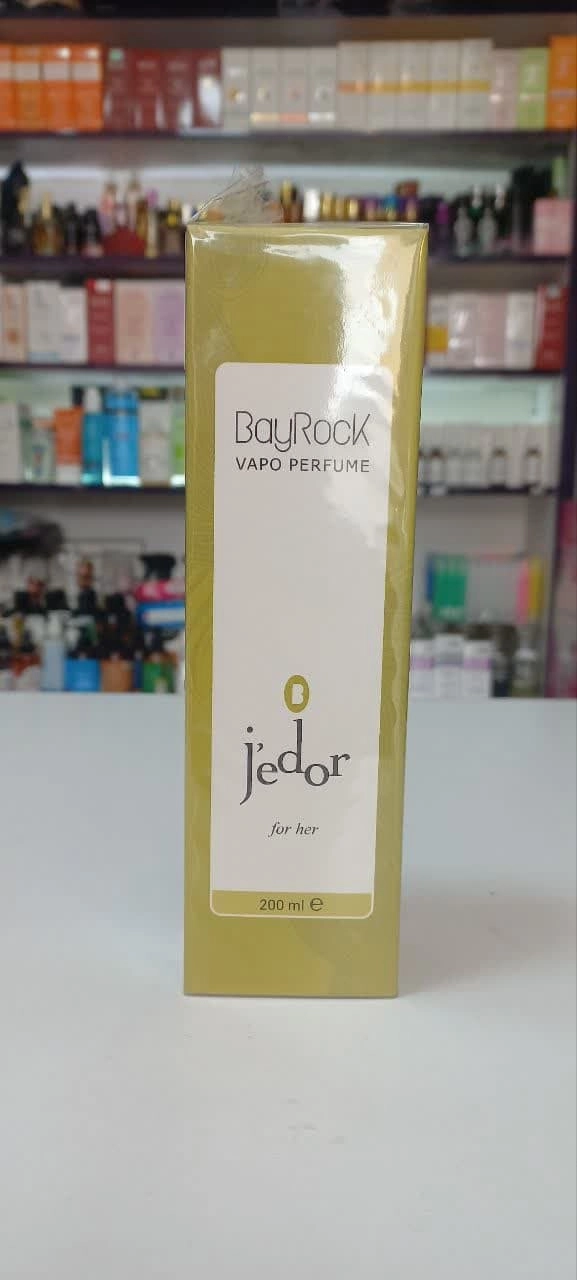 BayRocK
VAPO PERFUME
B
j'edor
for her
200 ml ℮